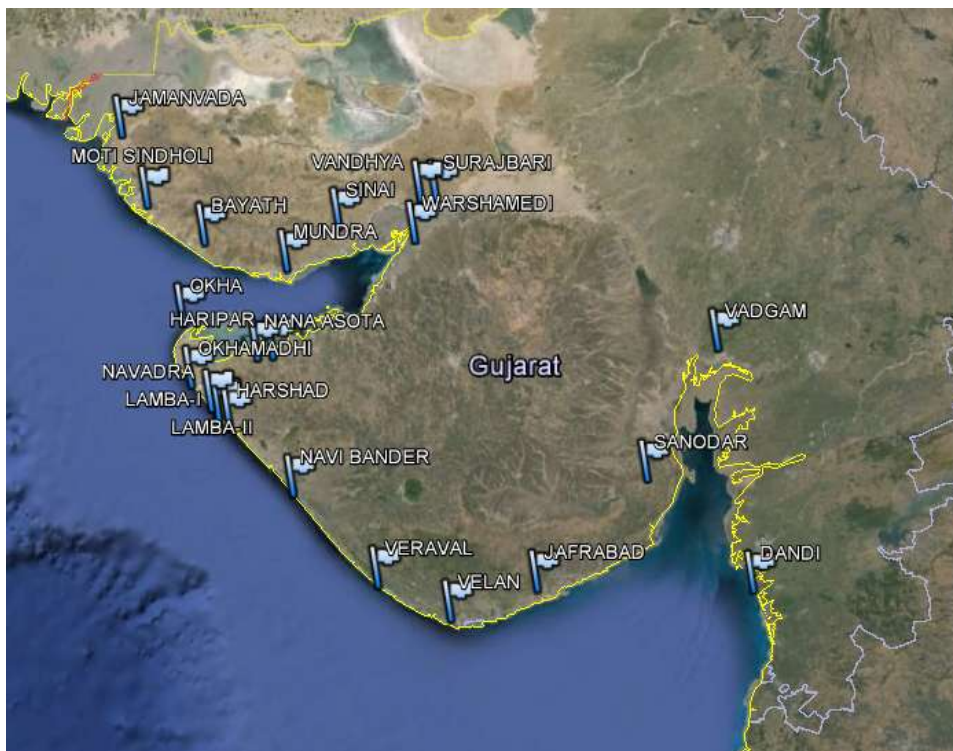 JAMANVADA
MOTI SINDHOLI
VANDHYA
SURAJBARI
SINAI
BAYATH
WARSHAMEDI
MUNDRA
OKHA
VADGAM
HARIPAR
NANA ASOTA
OKHAMADHI
Gujarat
NAVADRA
HARSHAD
LAMBA-I
LAMBA-II
SANODAR
NAVI BANDER
VERAVAL
JAFRABAD
DANDI
VELAN